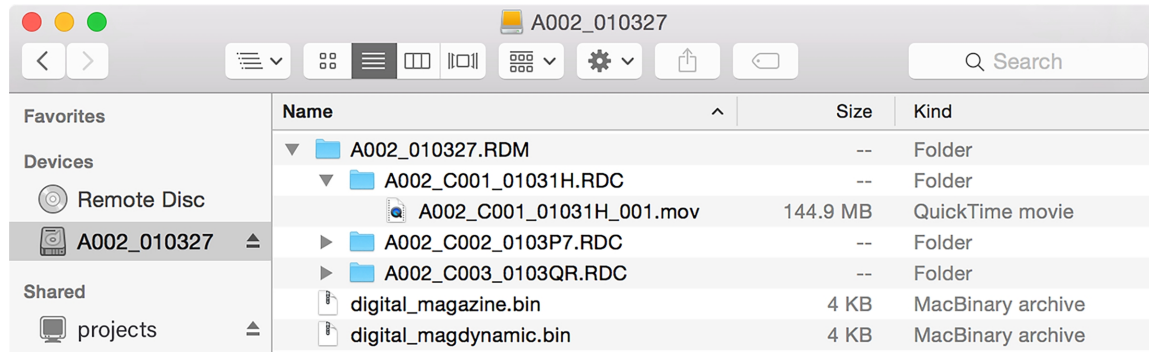 A002_010327
Search
Favorites
Devices
Remote Disc
A002_010327
Shared
projects
Name Size Kind
A002_010327.RDM -- Folder
A002_C001_01031H.RDC -- Folder
A002_C001_01031H_001.mov 144.9 MB QuickTime movie
A002_C002_0103P7.RDC -- Folder
A002_C003_0103QR.RDC -- Folder
digital_magazine.bin 4 KB MacBinary archive
digital_magdynamic.bin 4 KB MacBinary archive